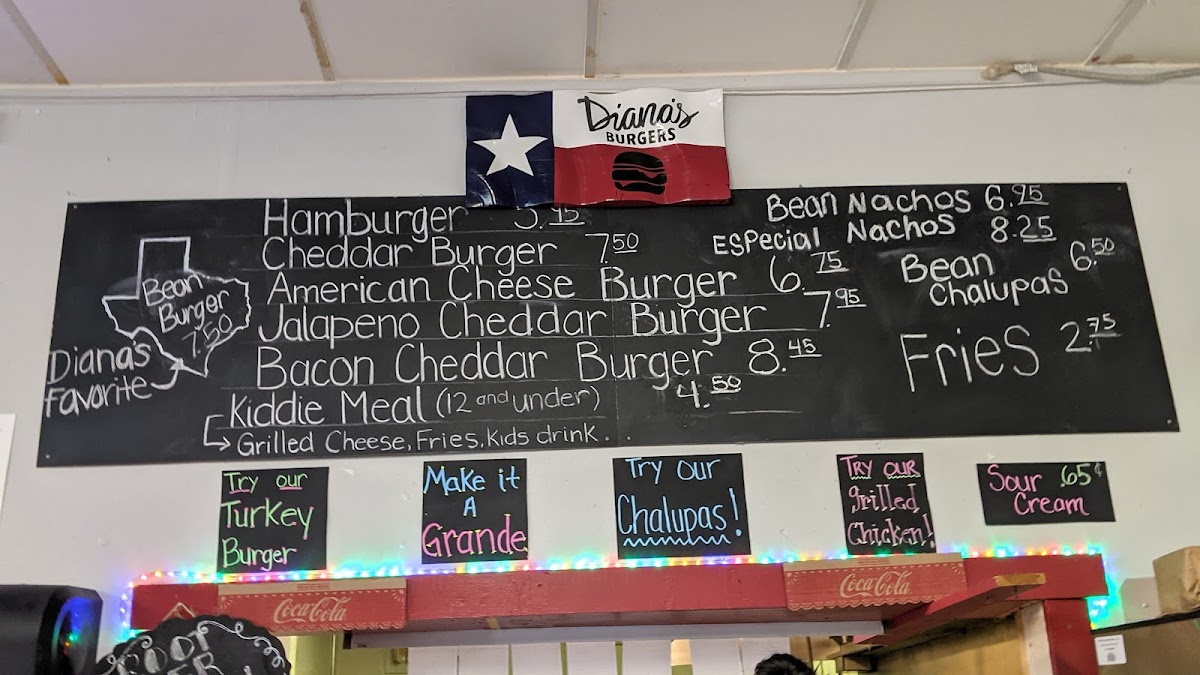 Diana's
BURGERS
Hamburger 5.95
Cheddar Burger 7.50
American Cheese Burger 6.75
Jalapeno Cheddar Burger 7.95
Bacon Cheddar Burger 8.45
Kiddie Meal (12 and under) 4.50
Grilled Cheese, Fries, Kids drink...
Bean
Burger
7.50
Diana's
Favorite
Bean Nachos 6.95
Especial Nachos 8.25
Bean
Chalupas 6.50
Fries 2.75
Try our
Turkey
Burger
Make it
A
Grande
Try our
Chalupas!
Try our
grilled
Chicken!
Sour .65¢
Cream
Coca-Cola
Coca-Cola
ROOT